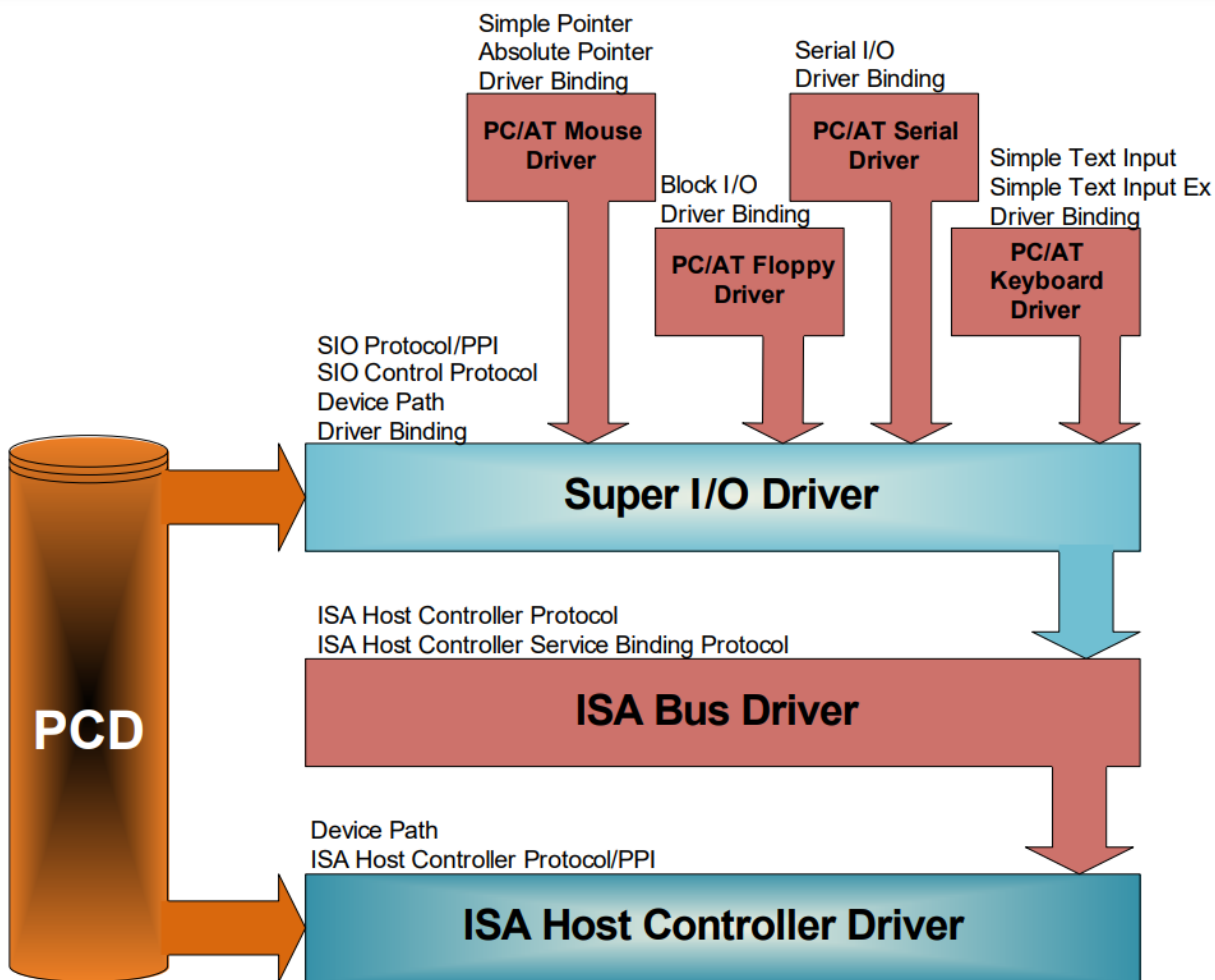 Simple Pointer
Absolute Pointer
Driver Binding
PC/AT Mouse
Driver
Serial I/O
Driver Binding
PC/AT Serial
Driver
Block I/O
Driver Binding
PC/AT Floppy
Driver
Simple Text Input
Simple Text Input Ex
Driver Binding
PC/AT
Keyboard
Driver
SIO Protocol/PPI
SIO Control Protocol
Device Path
Driver Binding
Super I/O Driver
ISA Host Controller Protocol
ISA Host Controller Service Binding Protocol
ISA Bus Driver
PCD
Device Path
ISA Host Controller Protocol/PPI
ISA Host Controller Driver